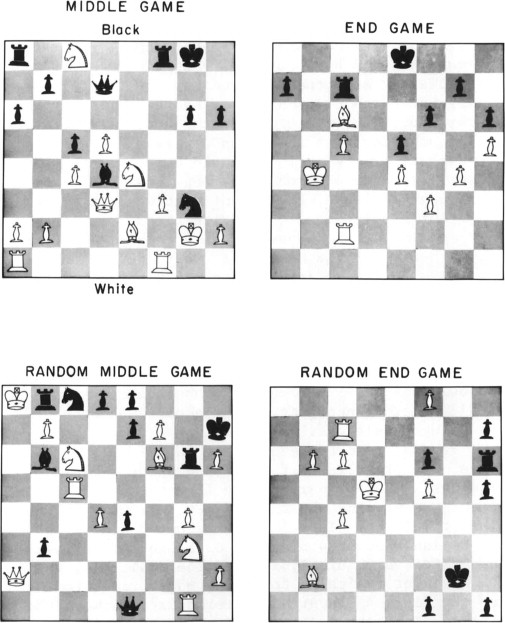 MIDDLE GAME
Black
END GAME
White
RANDOM MIDDLE GAME
RANDOM END GAME